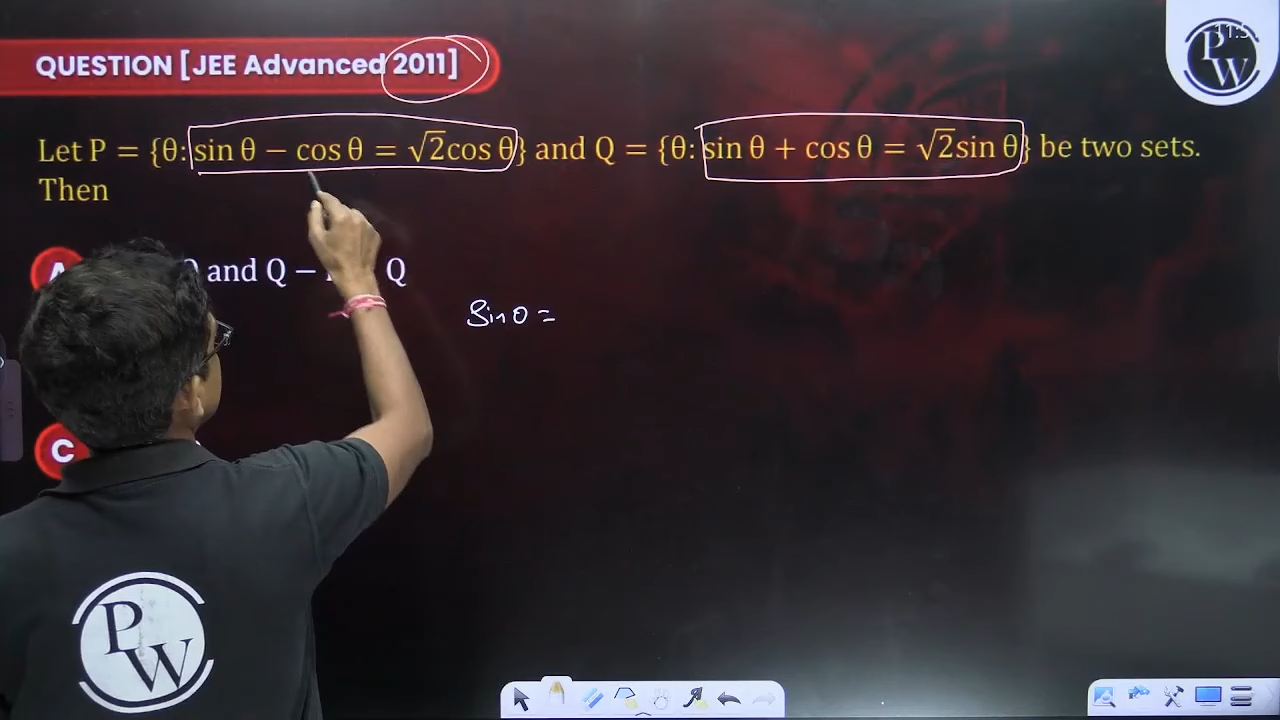 QUESTION [JEE Advanced 2011]
Let P = {θ: sin θ − cos θ = √2cos θ} and Q = {θ: sin θ + cos θ = √2sin θ} be two sets.
Then
and Q − Q
Sin θ =
C
PW
PW